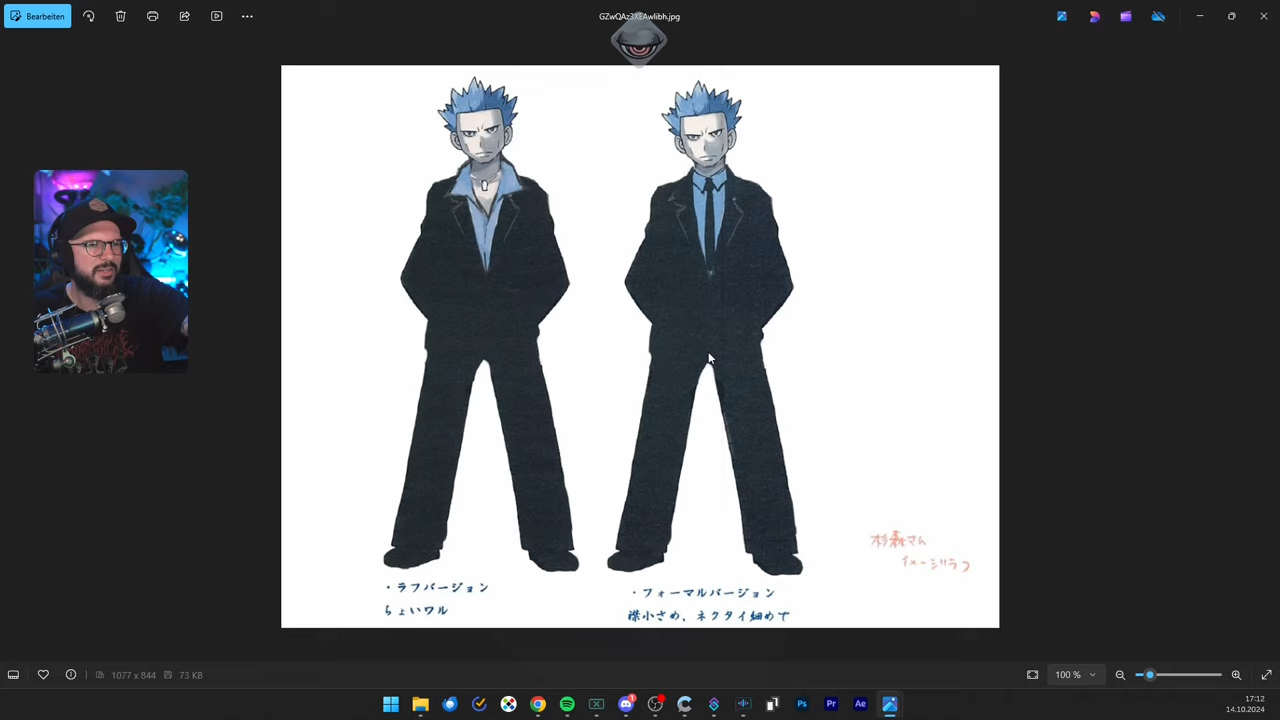 Bearbeiten
GZwQAz3XEAwlibh.jpg
・ラフバージョン
ちょいワル
・フォーマルバージョン
襟小さめ、ネクタイ細めで
杉森さん
イメージラフ
1077 x 844
73 KB
100 %
1
17:12
14.10.2024